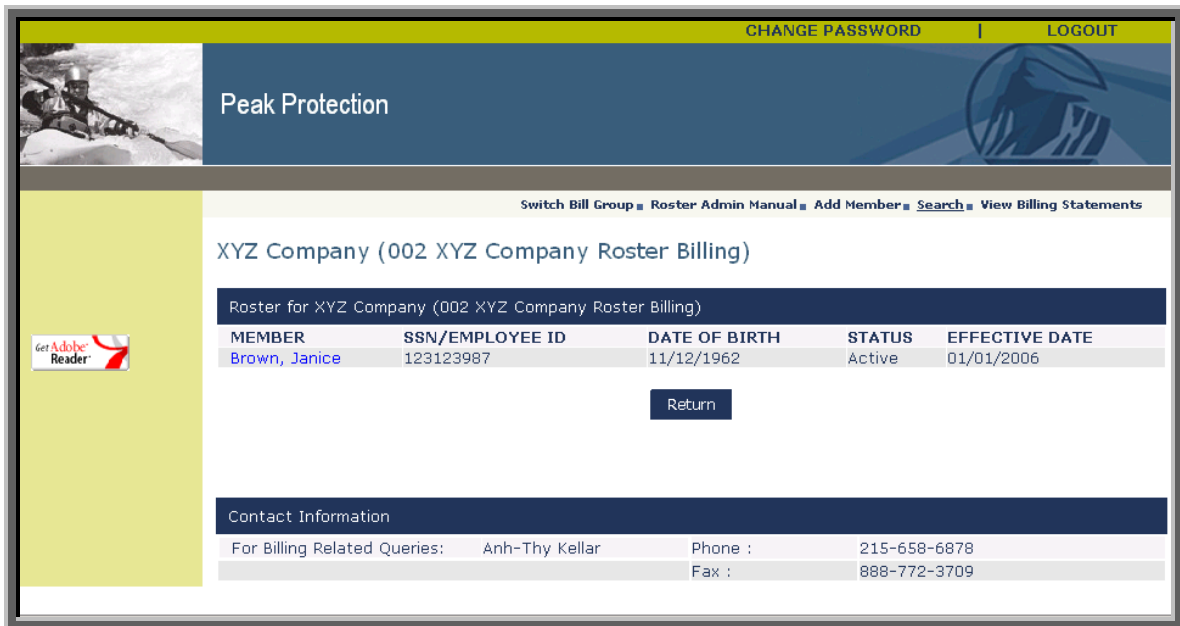 CHANGE PASSWORD | LOGOUT
Peak Protection
Switch Bill Group Roster Admin Manual Add Member Search View Billing Statements
XYZ Company (002 XYZ Company Roster Billing)
Roster for XYZ Company (002 XYZ Company Roster Billing)
MEMBER SSN/EMPLOYEE ID DATE OF BIRTH STATUS EFFECTIVE DATE
Brown, Janice 123123987 11/12/1962 Active 01/01/2006
Get Adobe Reader
Return
Contact Information
For Billing Related Queries: Anh-Thy Kellar Phone : 215-658-6878
Fax : 888-772-3709